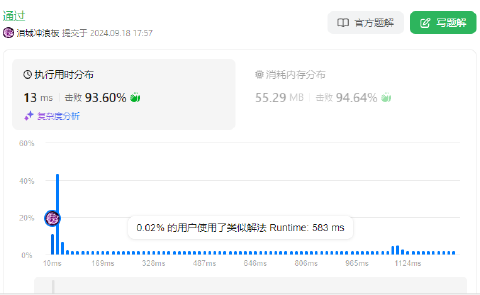 通过
消城冲浪板 提交于 2024.09.18 17:57
官方题解
写题解
执行用时分布
13 ms 击败 93.60%
复杂度分析
消耗内存分布
55.29 MB 击败 94.64%
60%
40%
20%
0%
0.02% 的用户使用了类似解法 Runtime: 583 ms
10ms 169ms 328ms 487ms 646ms 806ms 965ms 1124ms